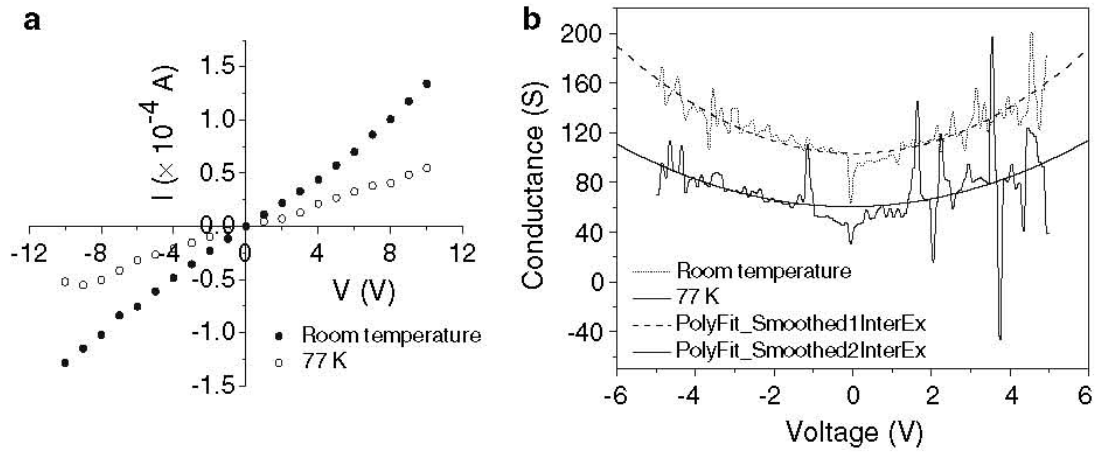 a
I (× 10⁻⁴ A)
1.5
1.0
0.5
0.0
-0.5
-1.0
-1.5
-12 -8 -4 0 4 8 12
V (V)
Room temperature
77 K
b
Conductance (S)
200
160
120
80
40
0
-40
Room temperature
77 K
PolyFit_Smoothed1InterEx
PolyFit_Smoothed2InterEx
-6 -4 -2 0 2 4 6
Voltage (V)